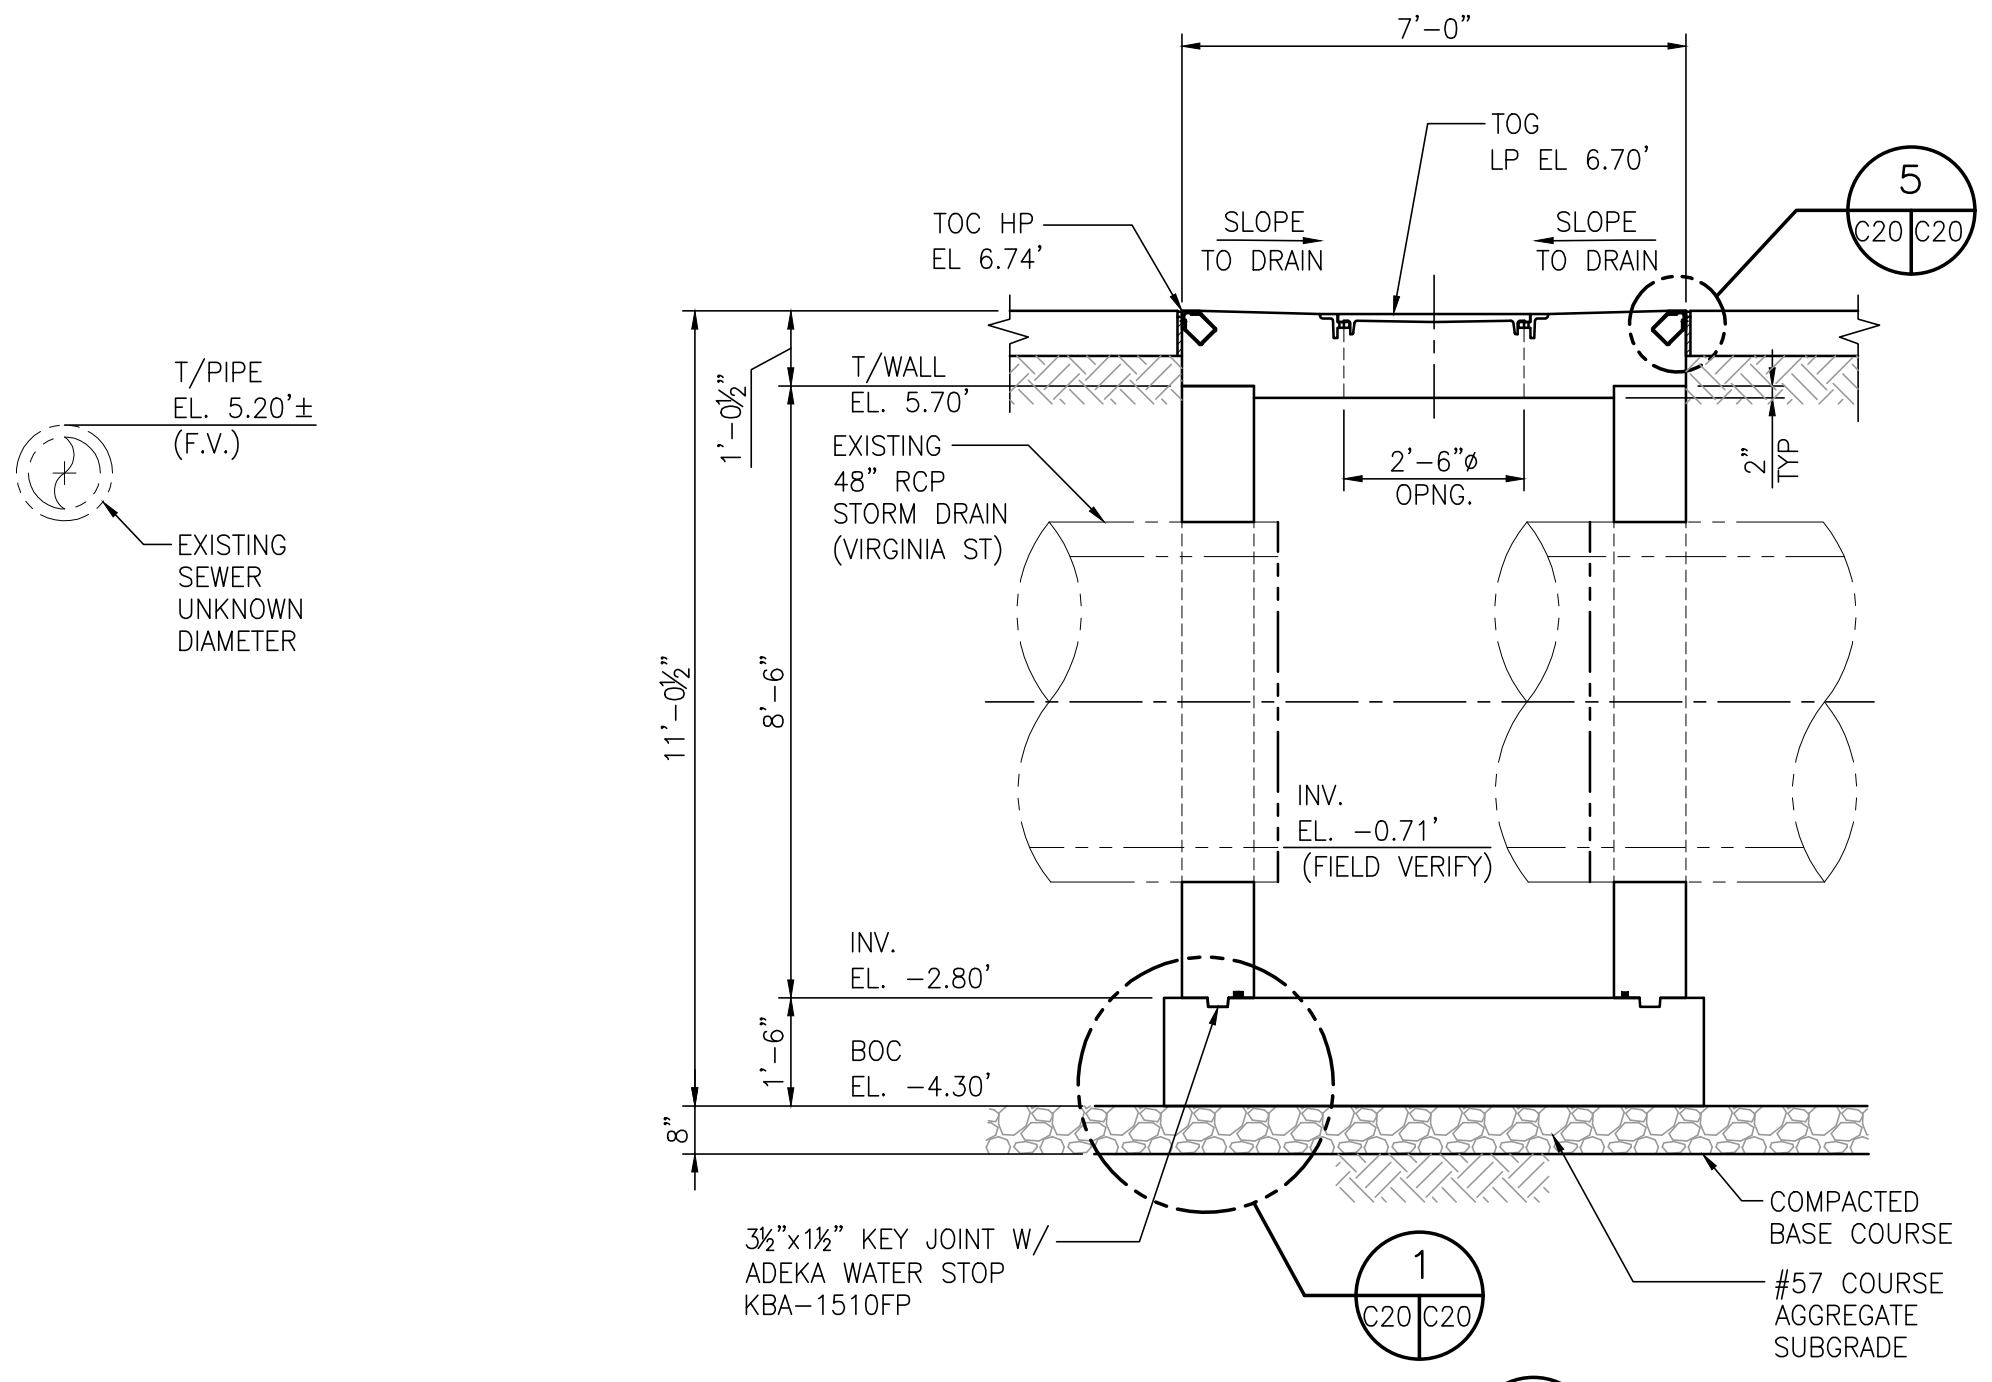 7'-0"
TOG
LP EL 6.70'
5
C20 C20
TOC HP
EL 6.74'
SLOPE
TO DRAIN
SLOPE
TO DRAIN
T/PIPE
EL. 5.20'±
(F.V.)
EXISTING
SEWER
UNKNOWN
DIAMETER
1'-0½"
T/WALL
EL. 5.70'
EXISTING
48" RCP
STORM DRAIN
(VIRGINIA ST)
2'-6"ø
OPNG.
2"
TYP
11'-0½"
8'-6"
INV.
EL. -0.71'
(FIELD VERIFY)
INV.
EL. -2.80'
1'-6"
BOC
EL. -4.30'
8"
3½"x1½" KEY JOINT W/
ADEKA WATER STOP
KBA-1510FP
1
C20 C20
COMPACTED
BASE COURSE
#57 COURSE
AGGREGATE
SUBGRADE